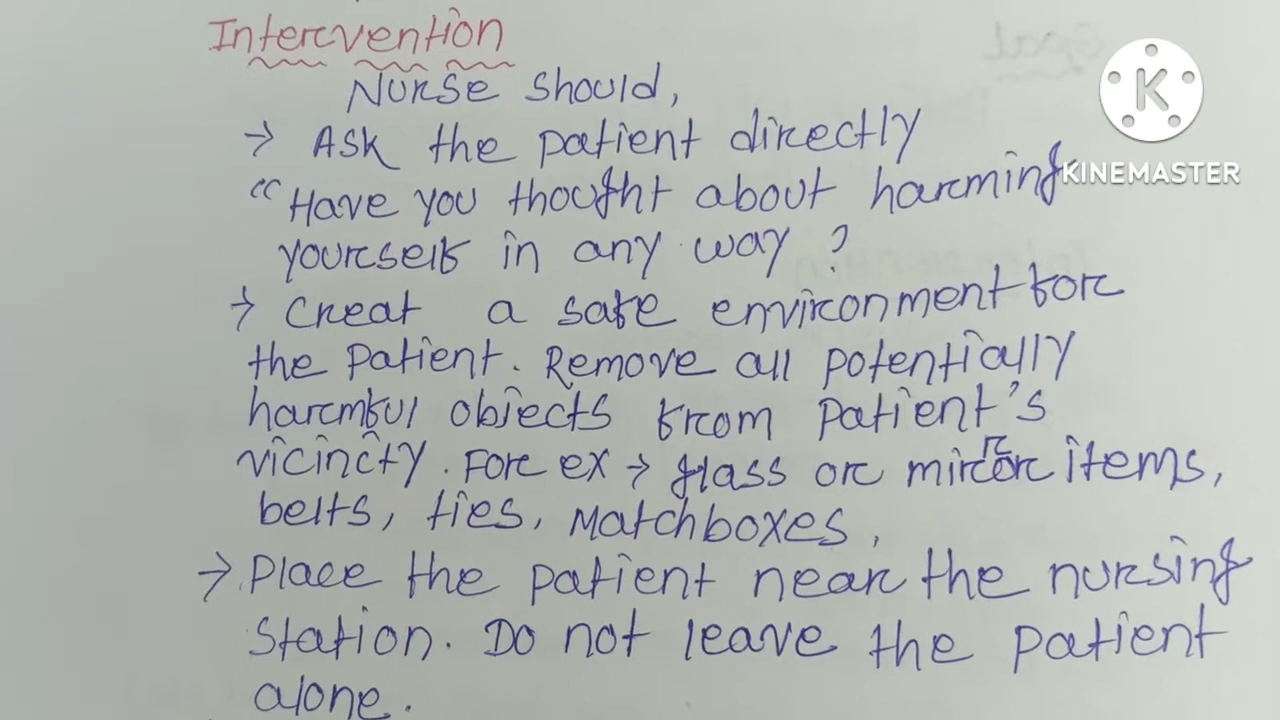 Intervention
Nurse should,
→ Ask the patient directly
"Have you thought about harming
yourself in any way?
→ Creat a safe environment for
the patient. Remove all potentially
harmful objects from patient's
vicinity. For ex → glass or mirror items,
belts, ties, Matchboxes,
→ Place the patient near the nursing
station. Do not leave the patient
alone.
K
KINEMASTER